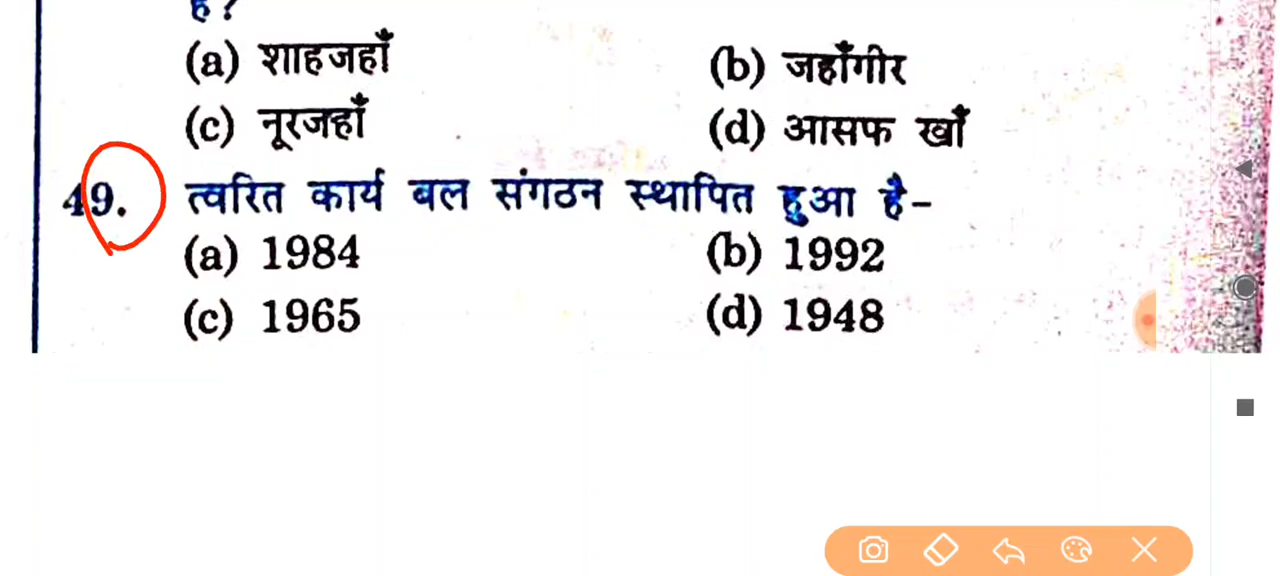 है?
(a) शाहजहाँ (b) जहाँगीर
(c) नूरजहाँ (d) आसफ खाँ
49. त्वरित कार्य बल संगठन स्थापित हुआ है-
(a) 1984 (b) 1992
(c) 1965 (d) 1948